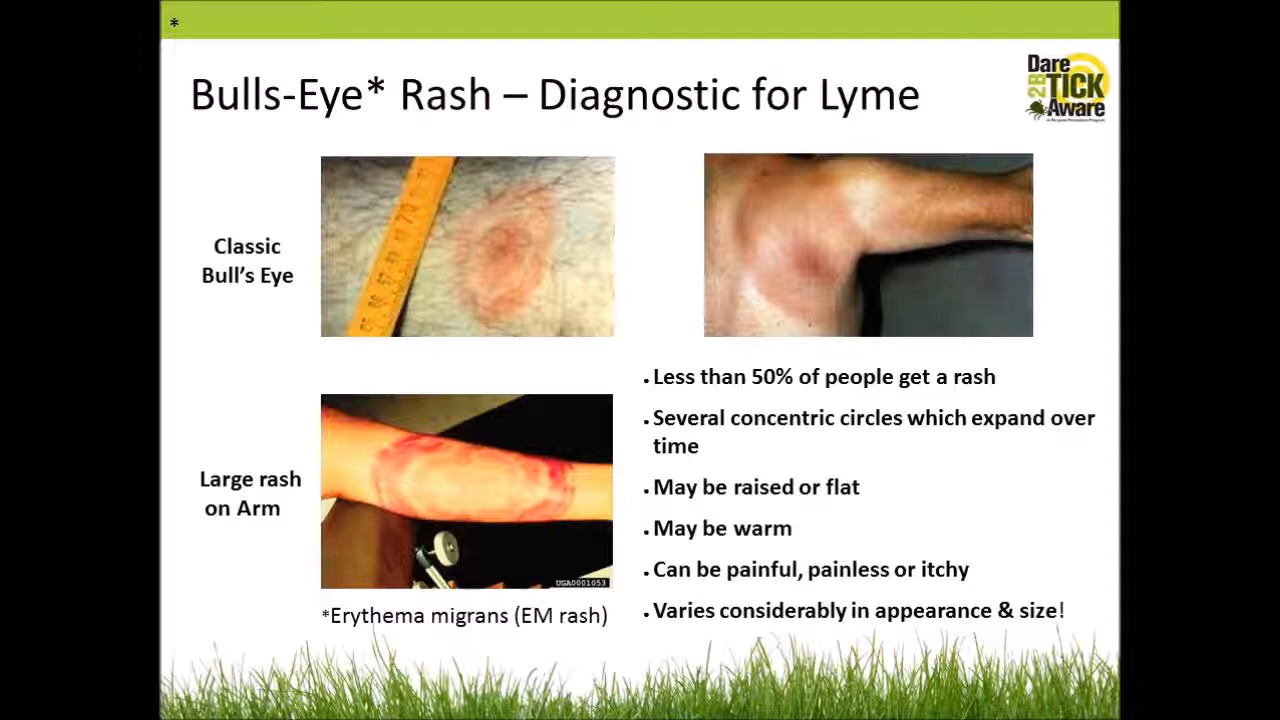 *
Bulls-Eye* Rash – Diagnostic for Lyme
Dare
2B
TICK
Aware
Classic
Bull’s Eye
Large rash
on Arm
UGA0001053
*Erythema migrans (EM rash)
• Less than 50% of people get a rash
• Several concentric circles which expand over
time
• May be raised or flat
• May be warm
• Can be painful, painless or itchy
• Varies considerably in appearance & size!